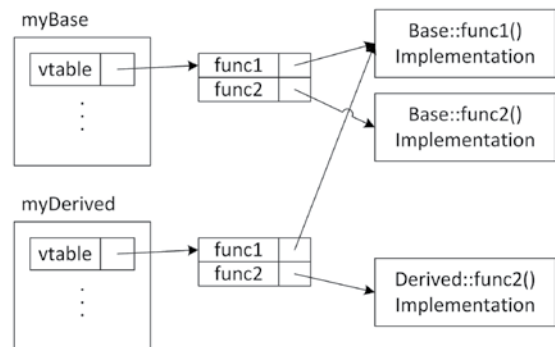 myBase
vtable
func1
func2
Base::func1()
Implementation
Base::func2()
Implementation
myDerived
vtable
func1
func2
Derived::func2()
Implementation